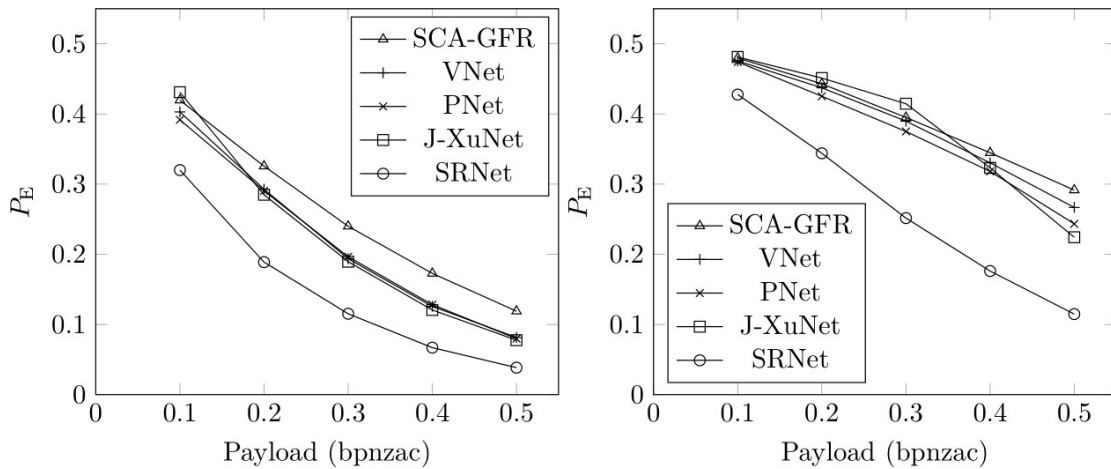 0.5
0.4
0.3
0.2
0.1
0
P_E
SCA-GFR
VNet
PNet
J-XuNet
SRNet
0 0.1 0.2 0.3 0.4 0.5
Payload (bpnzac)
0.5
0.4
0.3
0.2
0.1
0
P_E
SCA-GFR
VNet
PNet
J-XuNet
SRNet
0 0.1 0.2 0.3 0.4 0.5
Payload (bpnzac)